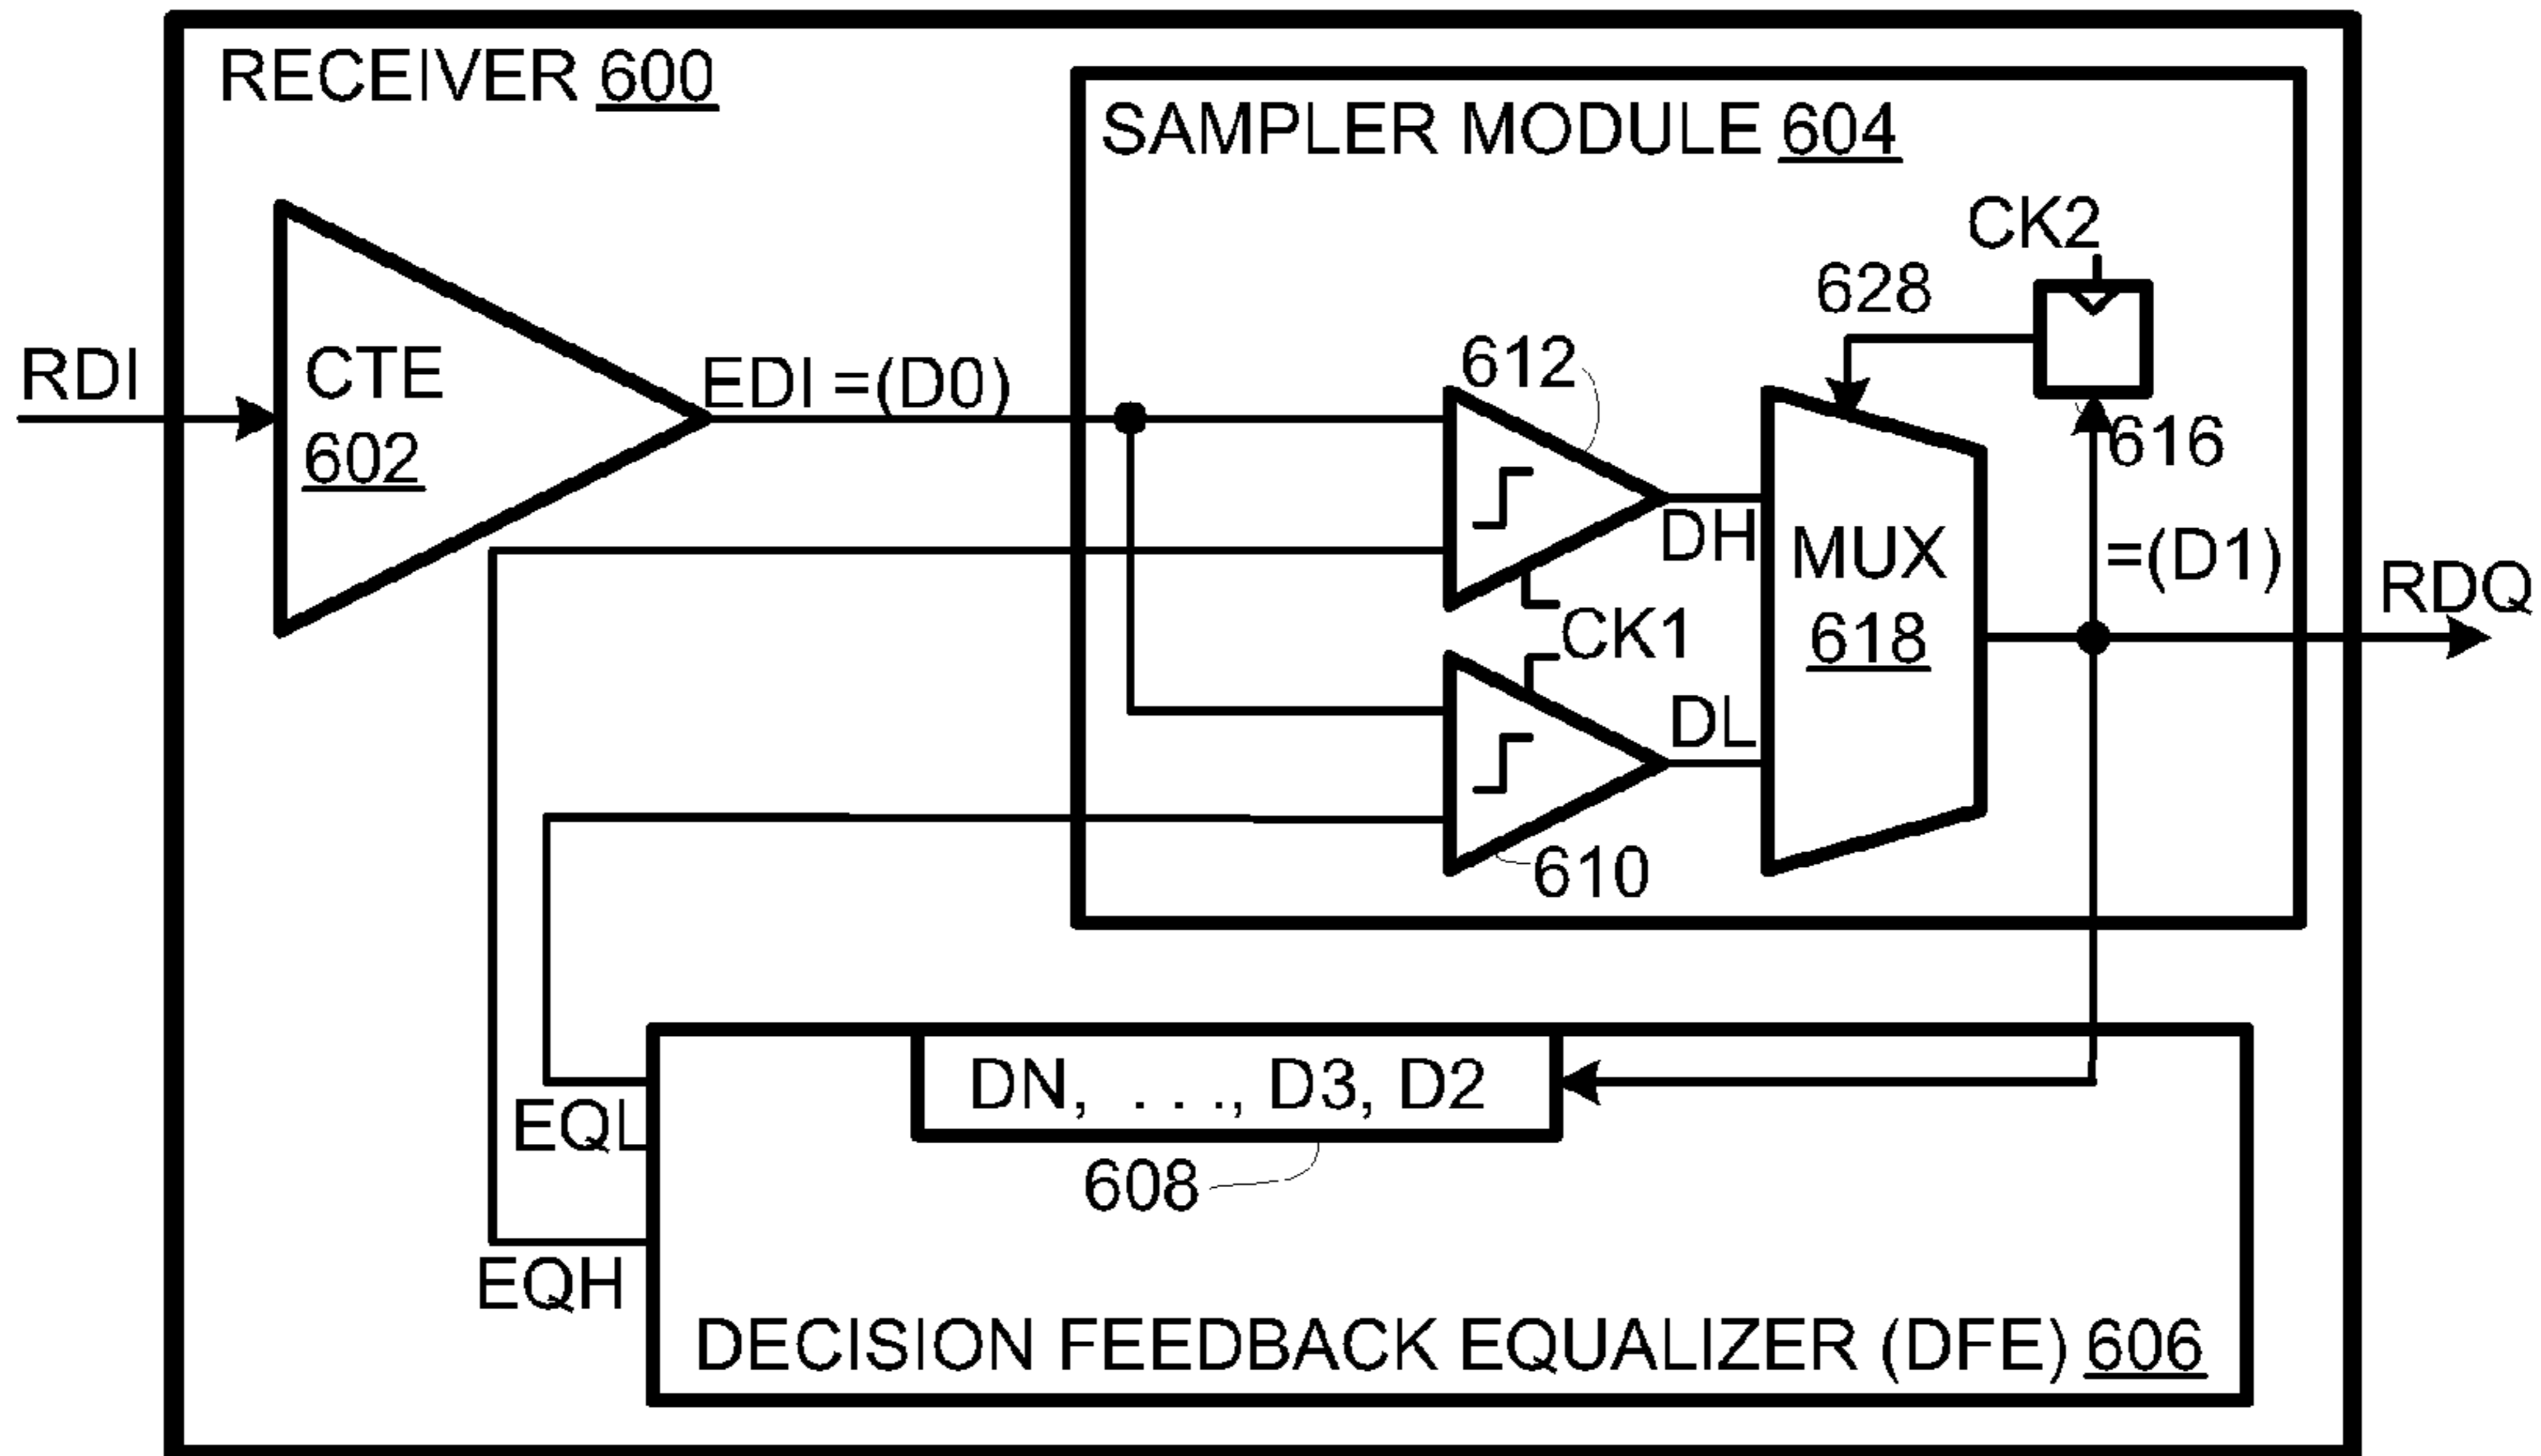 RECEIVER 600
SAMPLER MODULE 604
CK2
628
612
RDI
CTE
602
EDI =(D0)
616
DH
MUX
618
=(D1)
RDQ
CK1
DL
610
DN, . . ., D3, D2
EQL
608
EQH
DECISION FEEDBACK EQUALIZER (DFE) 606